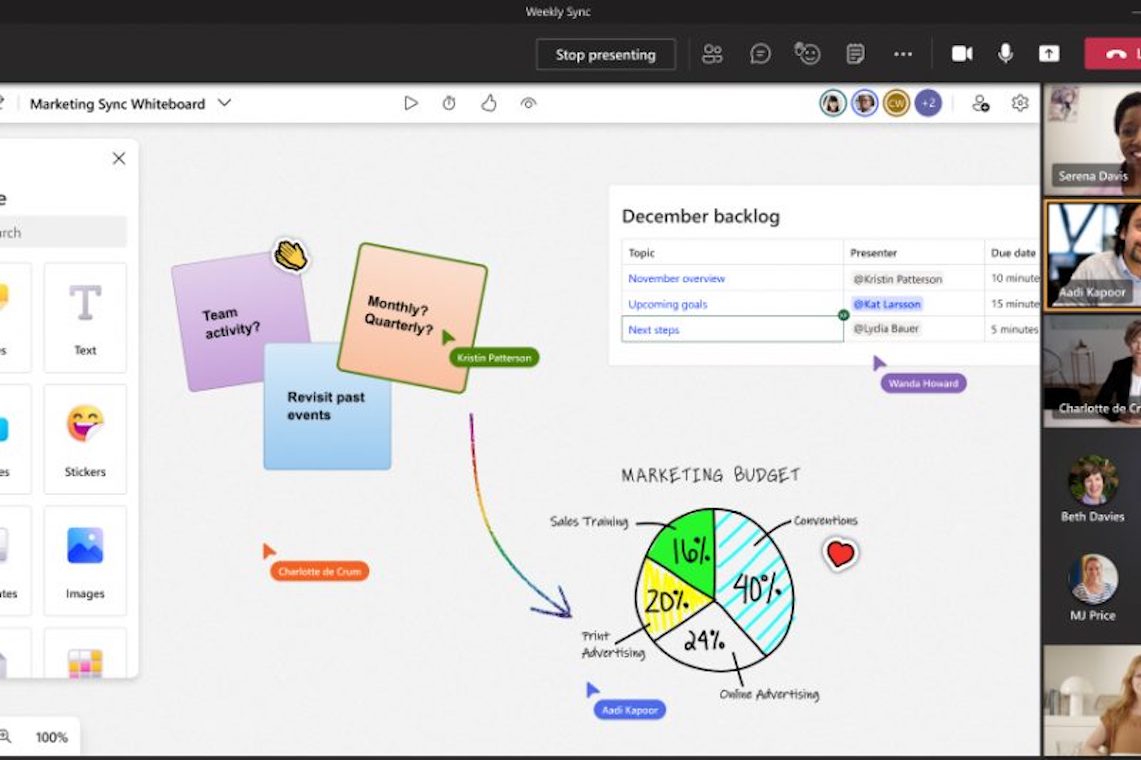 Weekly Sync
Stop presenting
Marketing Sync Whiteboard
CW
+2
Text
Stickers
Images
100%
Team
activity?
Monthly?
Quarterly?
Kristin Patterson
Revisit past
events
Charlotte de Crum
December backlog
Topic Presenter Due date
November overview @Kristin Patterson 10 minute
Upcoming goals @Kat Larsson 15 minute
Next steps @Lydia Bauer 5 minutes
Wanda Howard
MARKETING BUDGET
Sales Training
Conventions
16%
40%
20%
24%
Print
Advertising
Online Advertising
Aadi Kapoor
Serena Davis
Aadi Kapoor
Charlotte de Cr
Beth Davies
MJ Price